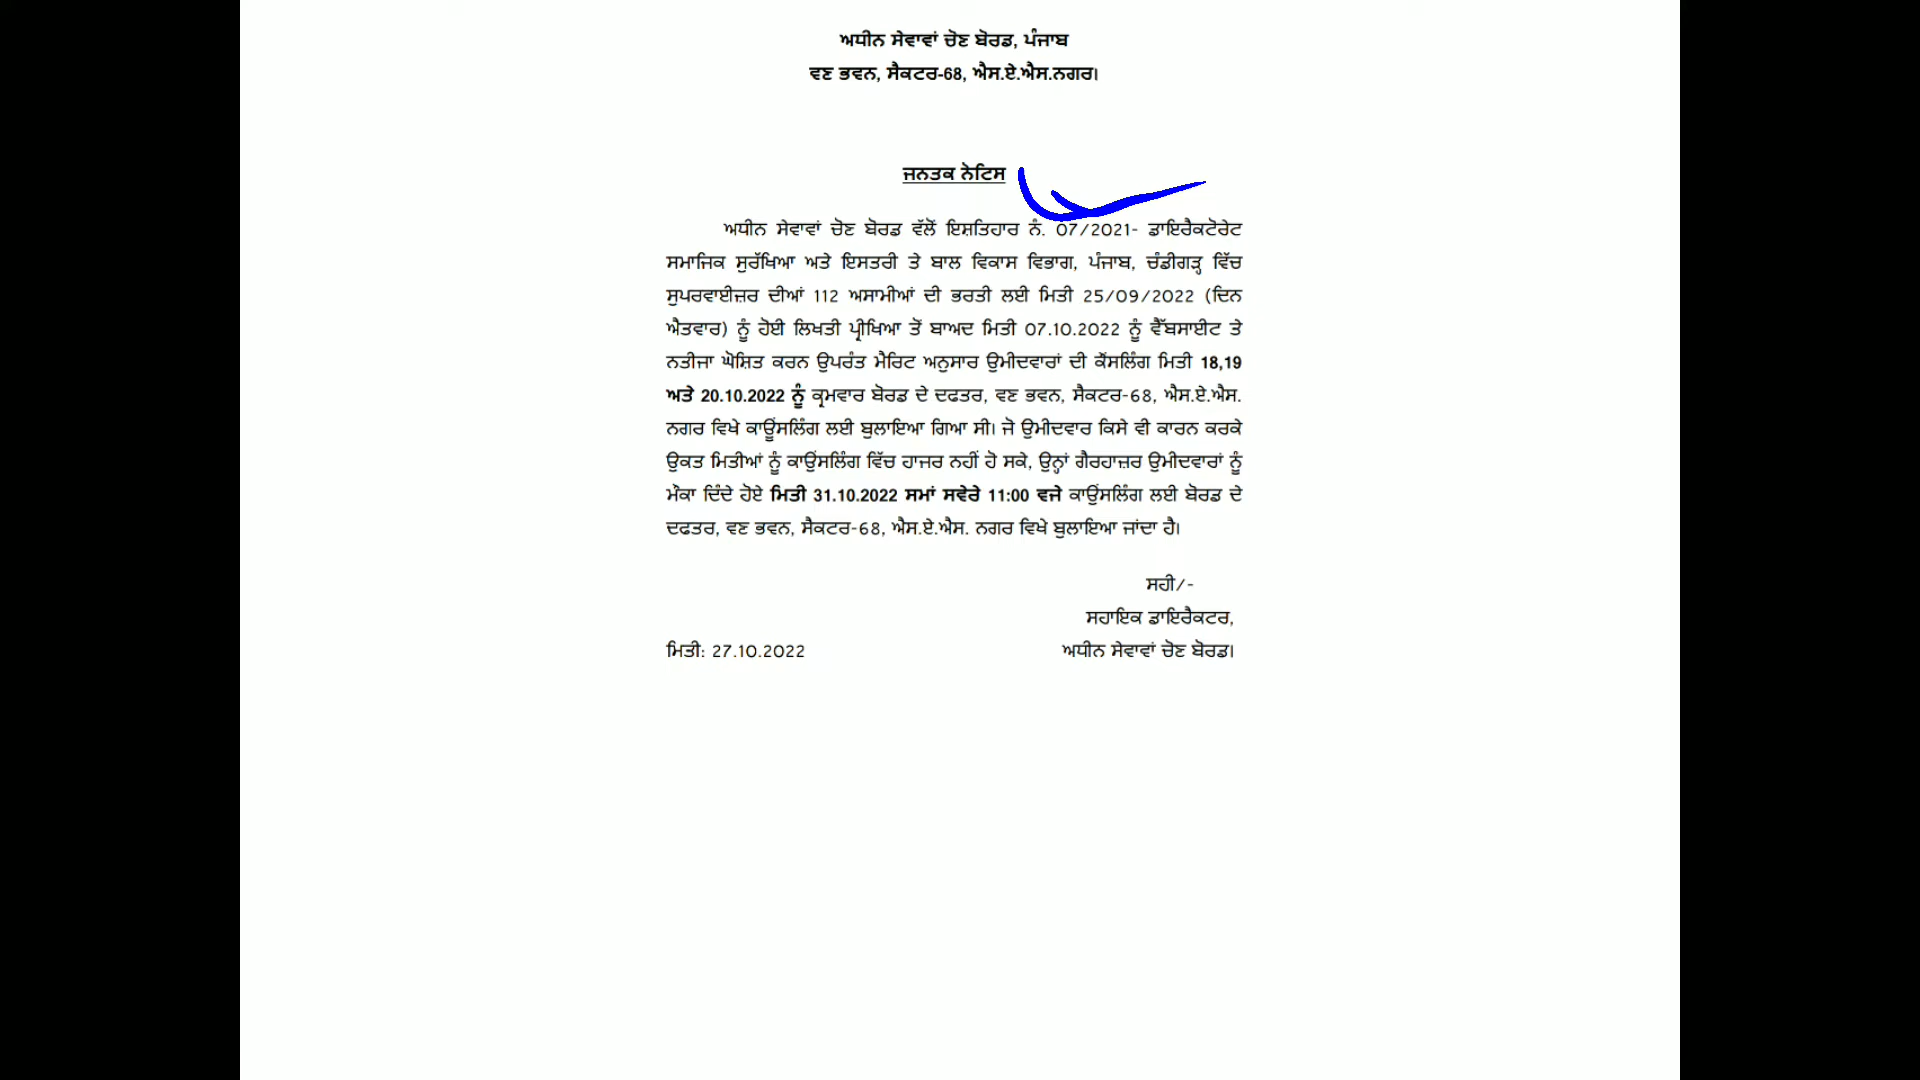 ਅਧੀਨ ਸੇਵਾਵਾਂ ਚੋਣ ਬੋਰਡ, ਪੰਜਾਬ
ਵਣ ਭਵਨ, ਸੈਕਟਰ-68, ਐਸ.ਏ.ਐਸ.ਨਗਰ।
ਜਨਤਕ ਨੋਟਿਸ
ਅਧੀਨ ਸੇਵਾਵਾਂ ਚੋਣ ਬੋਰਡ ਵੱਲੋਂ ਇਸ਼ਤਿਹਾਰ ਨੰ. 07/2021- ਡਾਇਰੈਕਟੋਰੇਟ
ਸਮਾਜਿਕ ਸੁਰੱਖਿਆ ਅਤੇ ਇਸਤਰੀ ਤੇ ਬਾਲ ਵਿਕਾਸ ਵਿਭਾਗ, ਪੰਜਾਬ, ਚੰਡੀਗੜ੍ਹ ਵਿੱਚ
ਸੁਪਰਵਾਈਜ਼ਰ ਦੀਆਂ 112 ਅਸਾਮੀਆਂ ਦੀ ਭਰਤੀ ਲਈ ਮਿਤੀ 25/09/2022 (ਦਿਨ
ਐਤਵਾਰ) ਨੂੰ ਹੋਈ ਲਿਖਤੀ ਪ੍ਰੀਖਿਆ ਤੋਂ ਬਾਅਦ ਮਿਤੀ 07.10.2022 ਨੂੰ ਵੈੱਬਸਾਈਟ ਤੇ
ਨਤੀਜਾ ਘੋਸ਼ਿਤ ਕਰਨ ਉਪਰੰਤ ਮੈਰਿਟ ਅਨੁਸਾਰ ਉਮੀਦਵਾਰਾਂ ਦੀ ਕੌਂਸਲਿੰਗ ਮਿਤੀ 18,19
ਅਤੇ 20.10.2022 ਨੂੰ ਕ੍ਰਮਵਾਰ ਬੋਰਡ ਦੇ ਦਫਤਰ, ਵਣ ਭਵਨ, ਸੈਕਟਰ-68, ਐਸ.ਏ.ਐਸ.
ਨਗਰ ਵਿਖੇ ਕਾਊਂਸਲਿੰਗ ਲਈ ਬੁਲਾਇਆ ਗਿਆ ਸੀ। ਜੋ ਉਮੀਦਵਾਰ ਕਿਸੇ ਵੀ ਕਾਰਨ ਕਰਕੇ
ਉਕਤ ਮਿਤੀਆਂ ਨੂੰ ਕਾਉਂਸਲਿੰਗ ਵਿੱਚ ਹਾਜਰ ਨਹੀਂ ਹੋ ਸਕੇ, ਉਨ੍ਹਾਂ ਗੈਰਹਾਜ਼ਰ ਉਮੀਦਵਾਰਾਂ ਨੂੰ
ਮੌਕਾ ਦਿੰਦੇ ਹੋਏ ਮਿਤੀ 31.10.2022 ਸਮਾਂ ਸਵੇਰੇ 11:00 ਵਜੇ ਕਾਉਂਸਲਿੰਗ ਲਈ ਬੋਰਡ ਦੇ
ਦਫਤਰ, ਵਣ ਭਵਨ, ਸੈਕਟਰ-68, ਐਸ.ਏ.ਐਸ. ਨਗਰ ਵਿਖੇ ਬੁਲਾਇਆ ਜਾਂਦਾ ਹੈ।
ਸਹੀ/-
ਸਹਾਇਕ ਡਾਇਰੈਕਟਰ,
ਮਿਤੀ: 27.10.2022 ਅਧੀਨ ਸੇਵਾਵਾਂ ਚੋਣ ਬੋਰਡ।